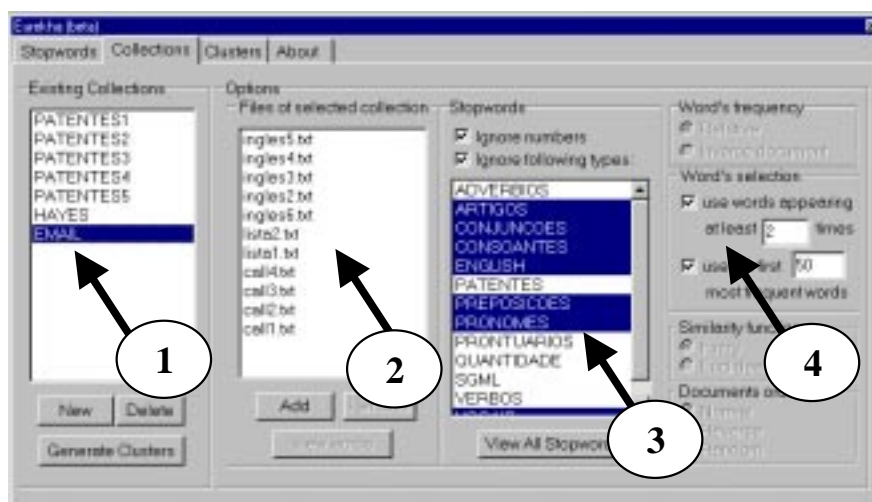 Eurekha (beta)
Stopwords Collections Clusters About
Existing Collections
PATENTES1
PATENTES2
PATENTES3
PATENTES4
PATENTES5
HAYES
EMAIL
New Delete
Generate Clusters
Options
Files of selected collection
ingles5.txt
ingles4.txt
ingles3.txt
ingles2.txt
ingles6.txt
lista2.txt
lista1.txt
call4.txt
call3.txt
call2.txt
call1.txt
Add
Stopwords
Ignore numbers
Ignore following types:
ADVERBIOS
ARTIGOS
CONJUNCOES
CONSOANTES
ENGLISH
PATENTES
PREPOSICOES
PRONOMES
PRONTUARIOS
QUANTIDADE
SGML
VERBOS
View All
Word's frequency
Relative
Inverse document
Word's selection
use words appearing
at least 2 times
use 50
most frequent words
Similarity
Documents
1
2
3
4